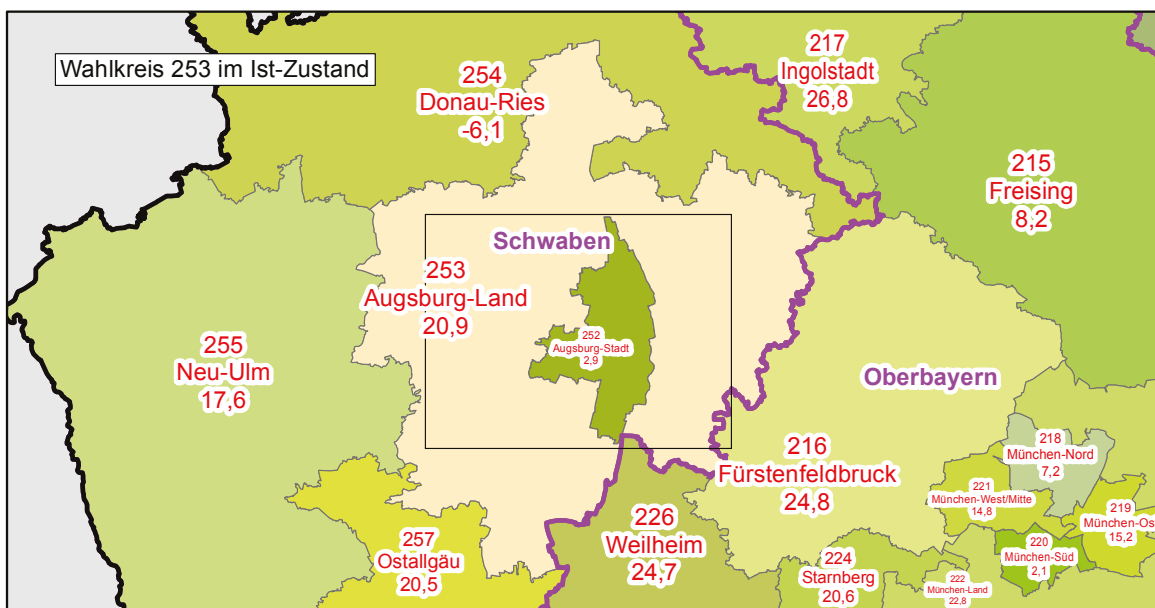 Wahlkreis 253 im Ist-Zustand
254
Donau-Ries
-6,1
217
Ingolstadt
26,8
215
Freising
8,2
Schwaben
253
Augsburg-Land
20,9
252
Augsburg-Stadt
2,9
255
Neu-Ulm
17,6
Oberbayern
216
Fürstenfeldbruck
24,8
218
München-Nord
7,2
221
München-West/Mitte
14,8
219
München-Os
15,2
220
München-Süd
2,1
226
Weilheim
24,7
257
Ostallgäu
20,5
224
Starnberg
20,6
222
München-Land
22,8